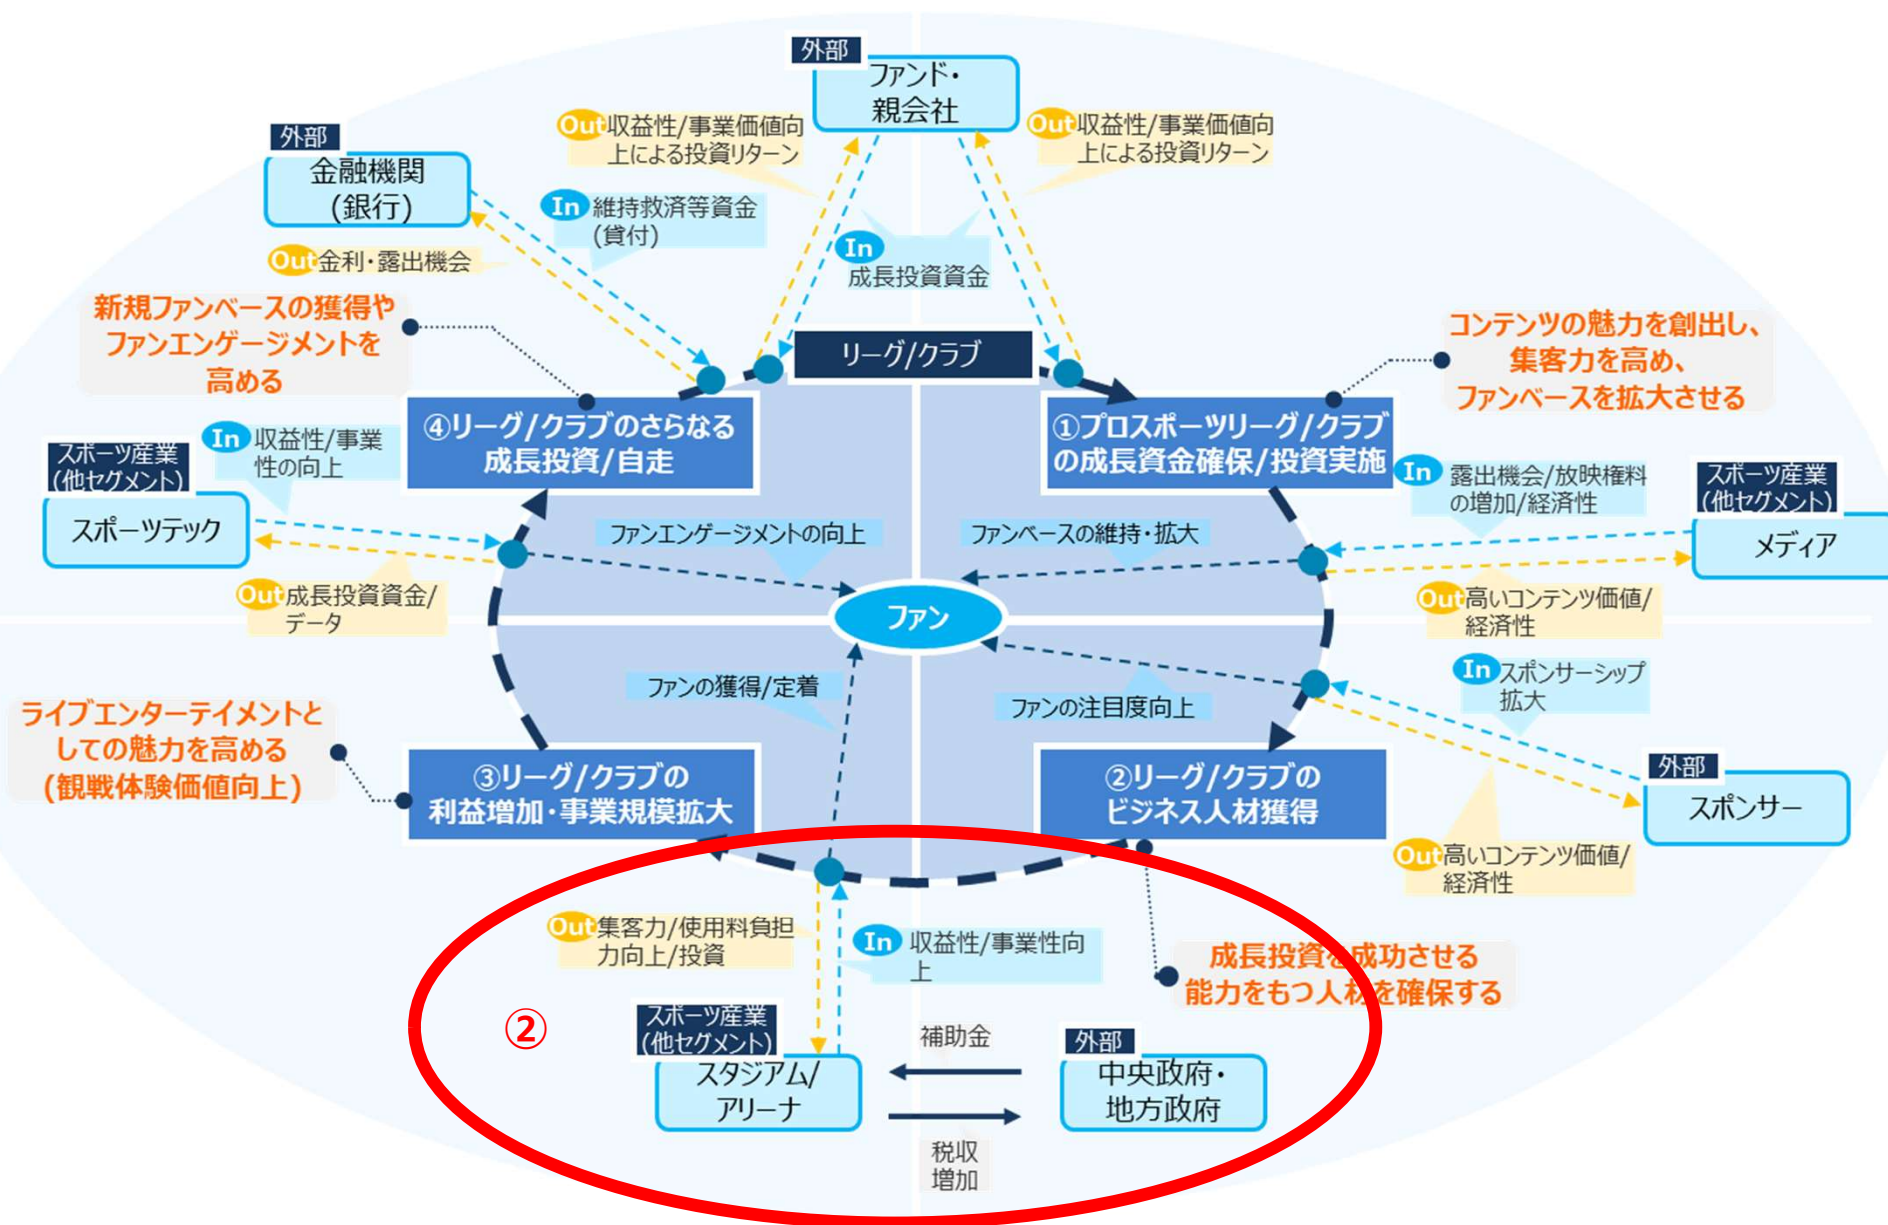 外部
ファンド・
親会社
Out 収益性/事業価値向
上による投資リターン
Out 収益性/事業価値向
上による投資リターン
外部
金融機関
(銀行)
In 維持救済等資金
(貸付)
Out 金利・露出機会
In
成長投資資金
新規ファンベースの獲得や
ファンエンゲージメントを
高める
コンテンツの魅力を創出し、
集客力を高め、
ファンベースを拡大させる
リーグ/クラブ
④リーグ/クラブのさらなる
成長投資/自走
①プロスポーツリーグ/クラブ
の成長資金確保/投資実施
スポーツ産業
(他セグメント)
スポーツテック
In 収益性/事業
性の向上
Out 成長投資資金/
データ
In 露出機会/放映権料
の増加/経済性
スポーツ産業
(他セグメント)
メディア
Out 高いコンテンツ価値/
経済性
ファンエンゲージメントの向上
ファンベースの維持・拡大
ファン
ファンの獲得/定着
ファンの注目度向上
In スポンサーシップ
拡大
外部
スポンサー
Out 高いコンテンツ価値/
経済性
ライブエンターテイメントと
しての魅力を高める
(観戦体験価値向上)
③リーグ/クラブの
利益増加・事業規模拡大
②リーグ/クラブの
ビジネス人材獲得
Out 集客力/使用料負担
力向上/投資
In 収益性/事業性向
上
成長投資を成功させる
能力をもつ人材を確保する
②
スポーツ産業
(他セグメント)
スタジアム/
アリーナ
補助金
外部
中央政府・
地方政府
税収
増加